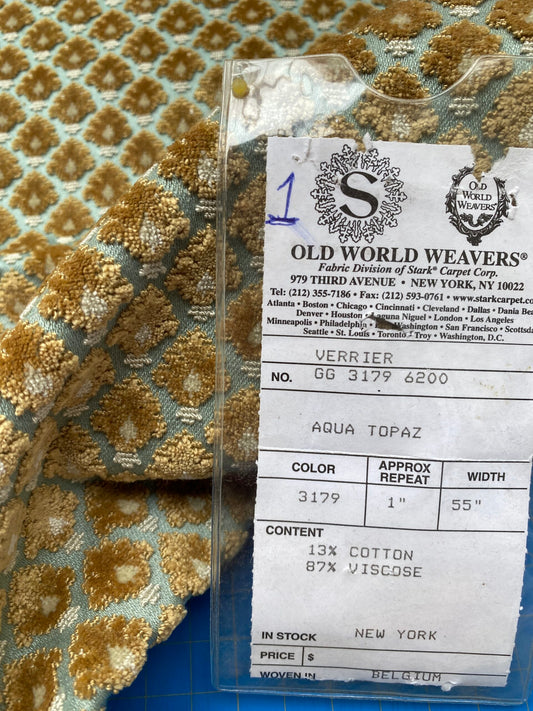 1
S
OLD WORLD WEAVERS
OLD WORLD WEAVERS®
Fabric Division of Stark® Carpet Corp.
979 THIRD AVENUE • NEW YORK, NY 10022
Tel: (212) 355-7186 • Fax: (212) 593-0761 • www.starkcarpet.
Atlanta • Boston • Chicago • Cincinnati • Cleveland • Dallas • Dania Be
Denver • Houston • Laguna Niguel • London • Los Angeles
Minneapolis • Philadelphia • Washington • San Francisco • Scottsda
Seattle • St. Louis • Toronto • Troy • Washington, D.C.
VERRIER
NO. GG 3179 6200
AQUA TOPAZ
COLOR APPROX REPEAT WIDTH
3179 1" 55"
CONTENT
13% COTTON
87% VISCOSE
IN STOCK NEW YORK
PRICE $
WOVEN IN BELGIUM